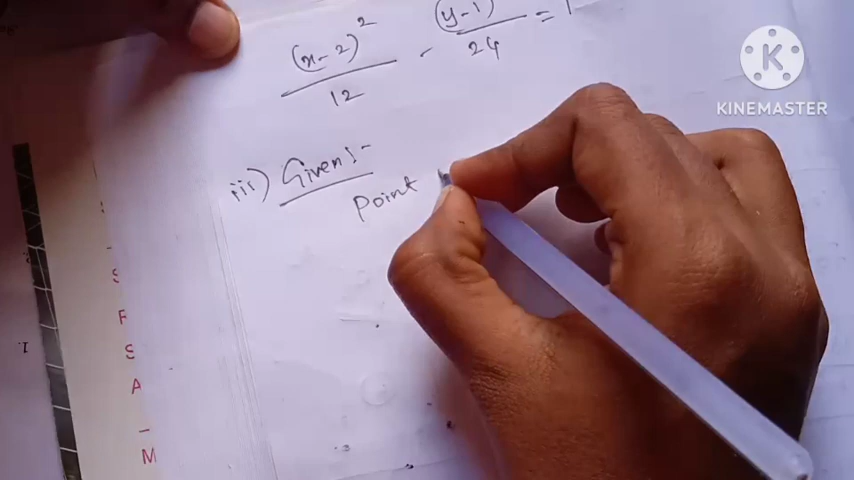 (x-2)² / 12 - (y-1) / 24 = 1
iii) Given:-
Point
K
KINEMASTER
S
F
S
A
-
M